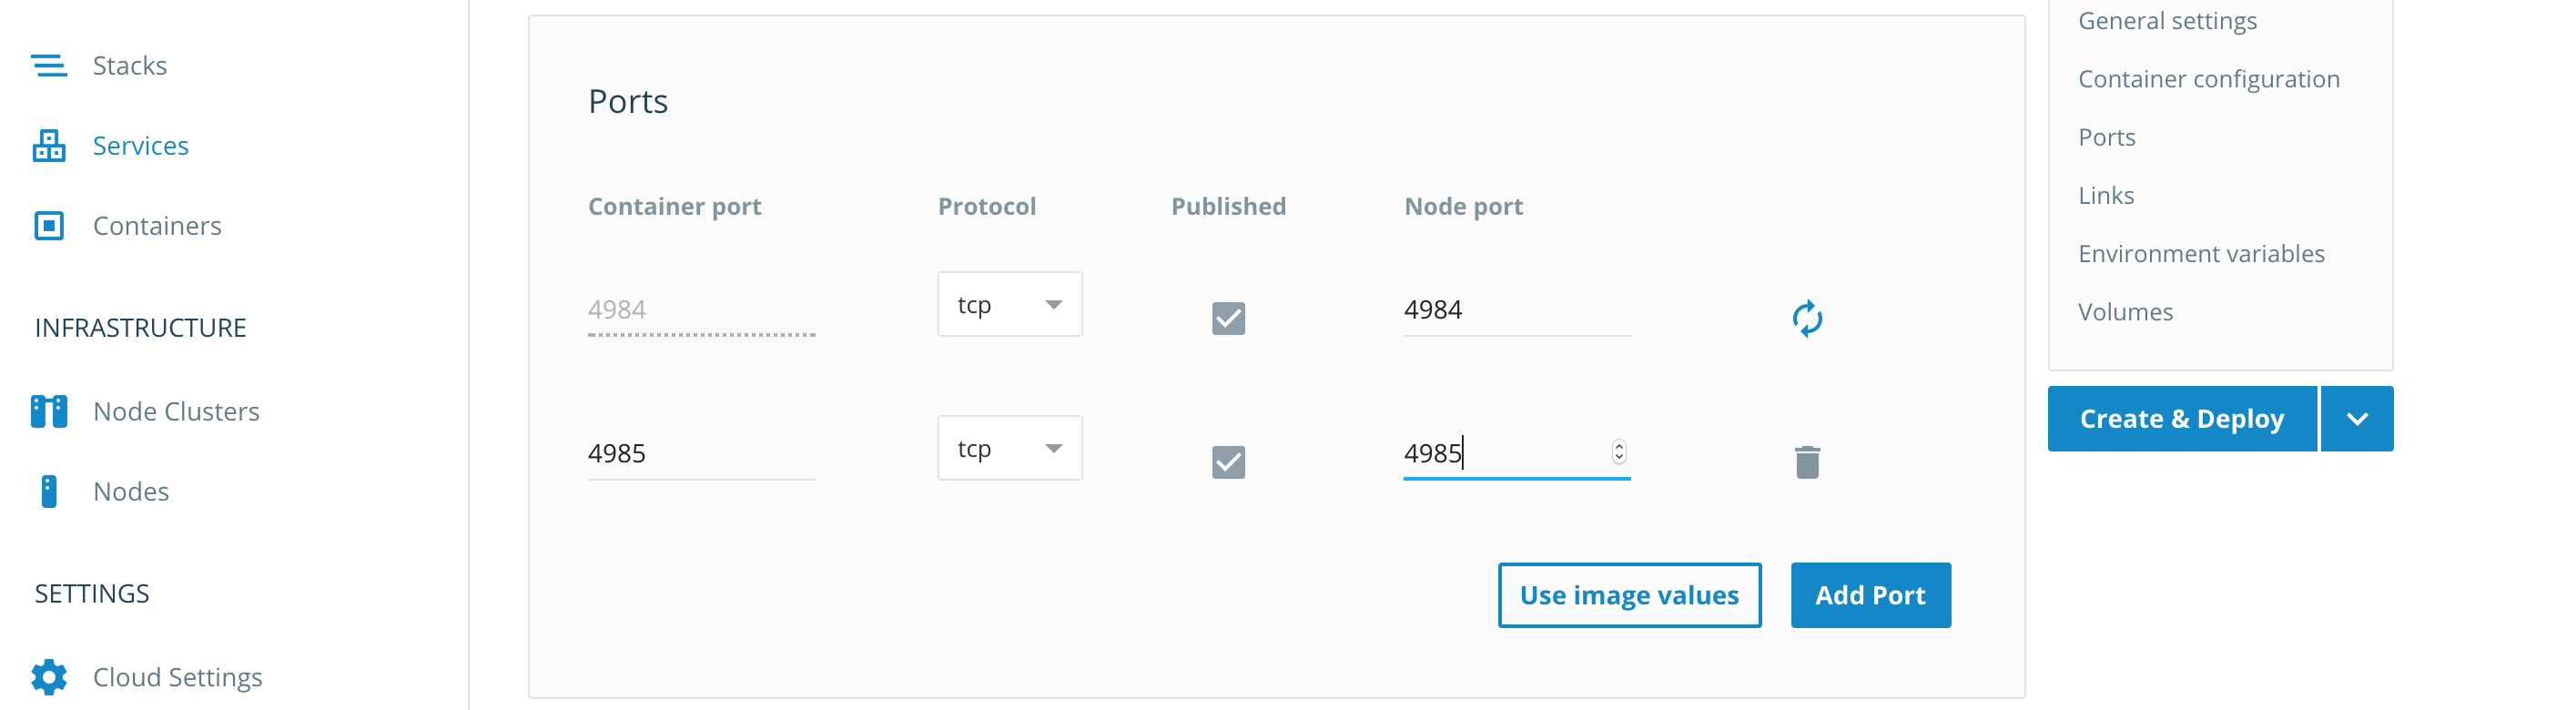 Stacks
Services
Containers
INFRASTRUCTURE
Node Clusters
Nodes
SETTINGS
Cloud Settings
Ports
Container port Protocol Published Node port
4984 tcp 4984
4985 tcp 4985
Use image values Add Port
General settings
Container configuration
Ports
Links
Environment variables
Volumes
Create & Deploy